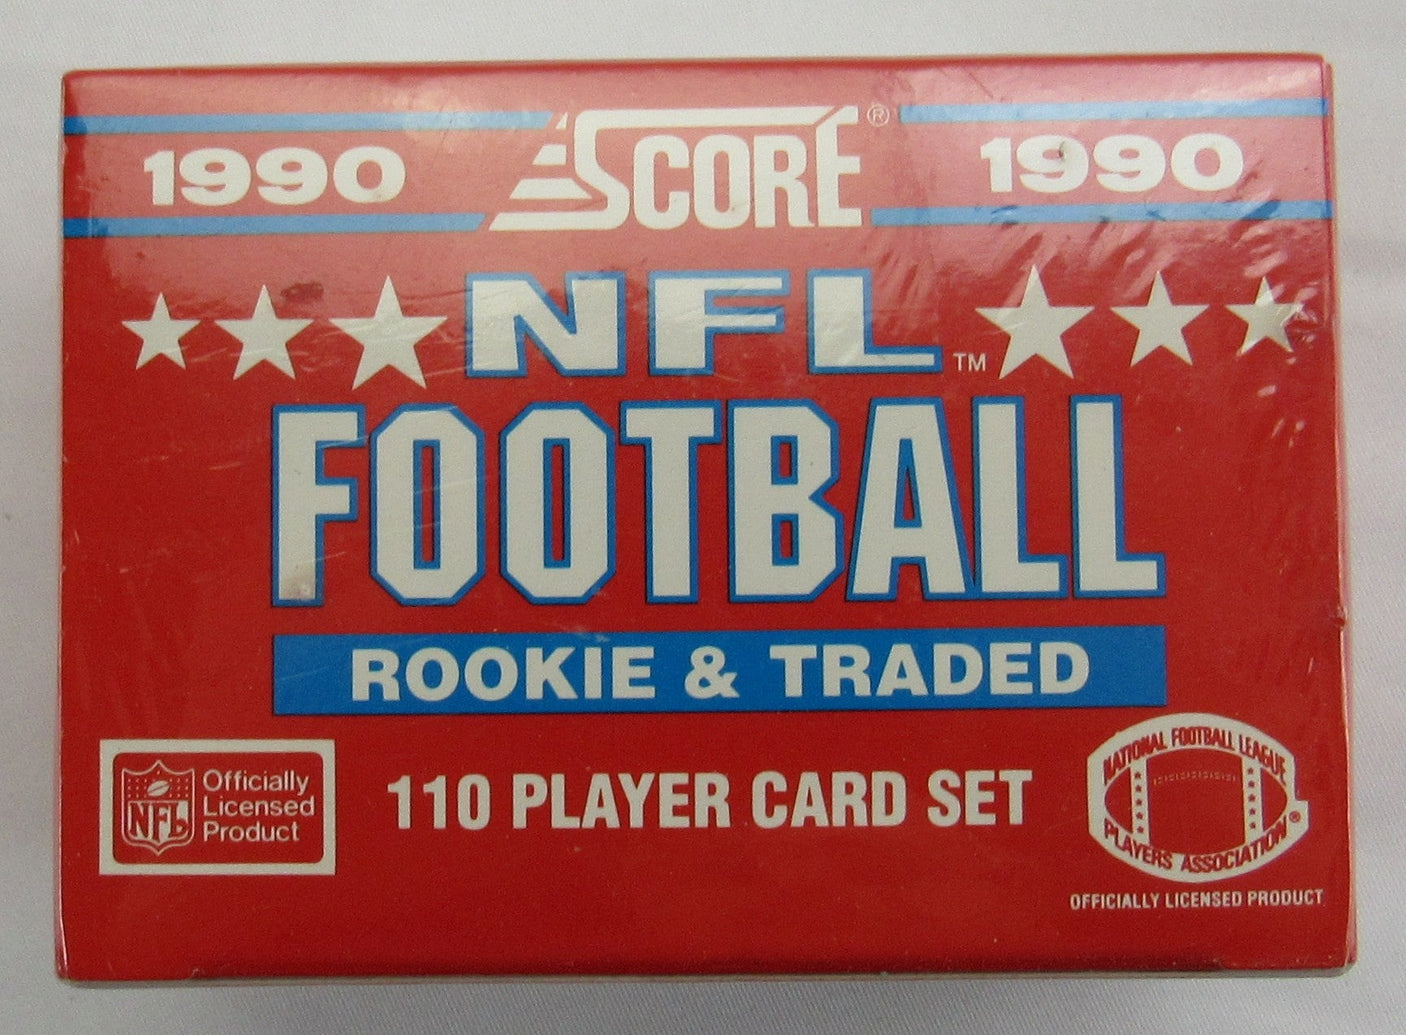 1990 SCORE® 1990
NFL™
FOOTBALL
ROOKIE & TRADED
110 PLAYER CARD SET
NFL
Officially
Licensed
Product
NATIONAL FOOTBALL LEAGUE
PLAYERS ASSOCIATION®
OFFICIALLY LICENSED PRODUCT